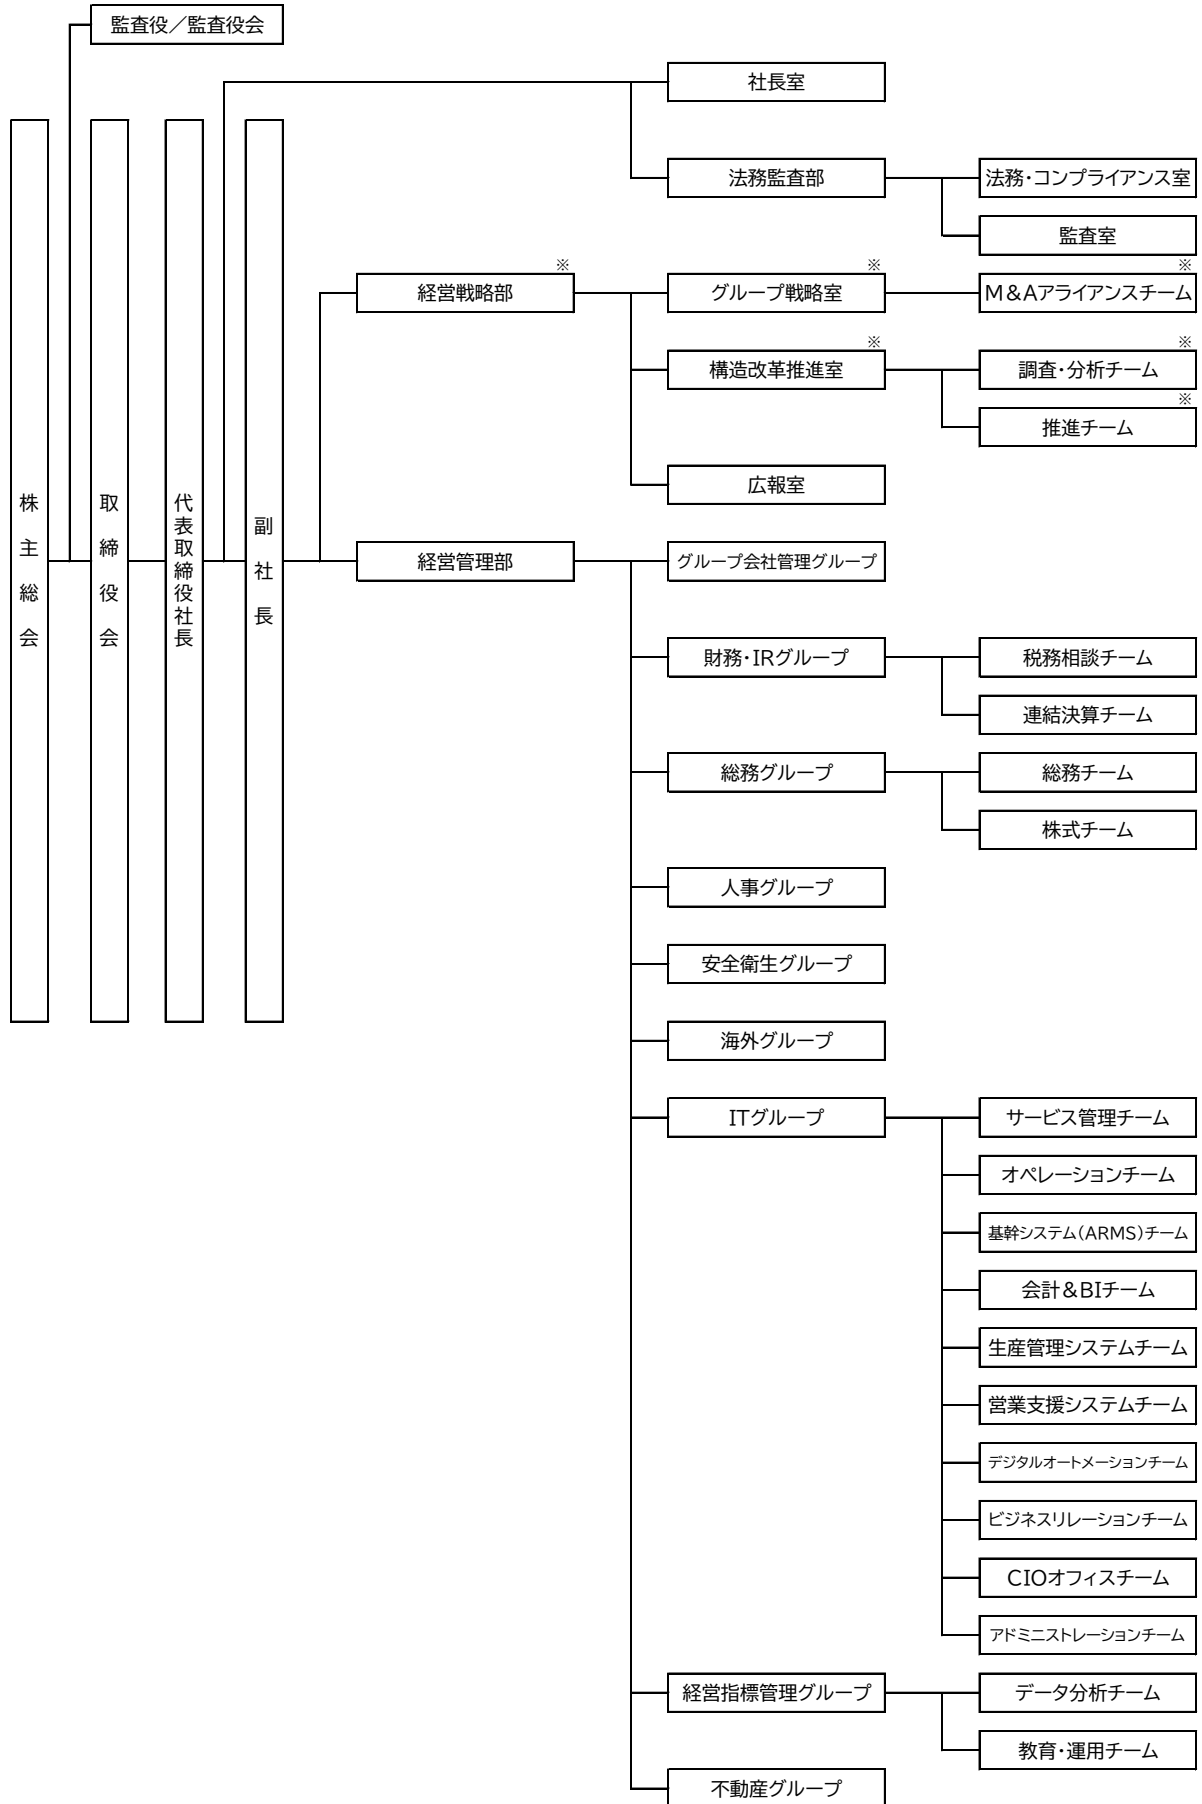 監査役／監査役会
社長室
法務監査部
法務・コンプライアンス室
監査室
※
※
※
経営戦略部
グループ戦略室
M＆Aアライアンスチーム
※
※
構造改革推進室
調査・分析チーム
※
推進チーム
広報室
株主総会
取締役会
代表取締役社長
副社長
経営管理部
グループ会社管理グループ
財務・IRグループ
税務相談チーム
連結決算チーム
総務グループ
総務チーム
株式チーム
人事グループ
安全衛生グループ
海外グループ
ITグループ
サービス管理チーム
オペレーションチーム
基幹システム（ARMS）チーム
会計＆BIチーム
生産管理システムチーム
営業支援システムチーム
デジタルオートメーションチーム
ビジネスリレーションチーム
CIOオフィスチーム
アドミニストレーションチーム
経営指標管理グループ
データ分析チーム
教育・運用チーム
不動産グループ